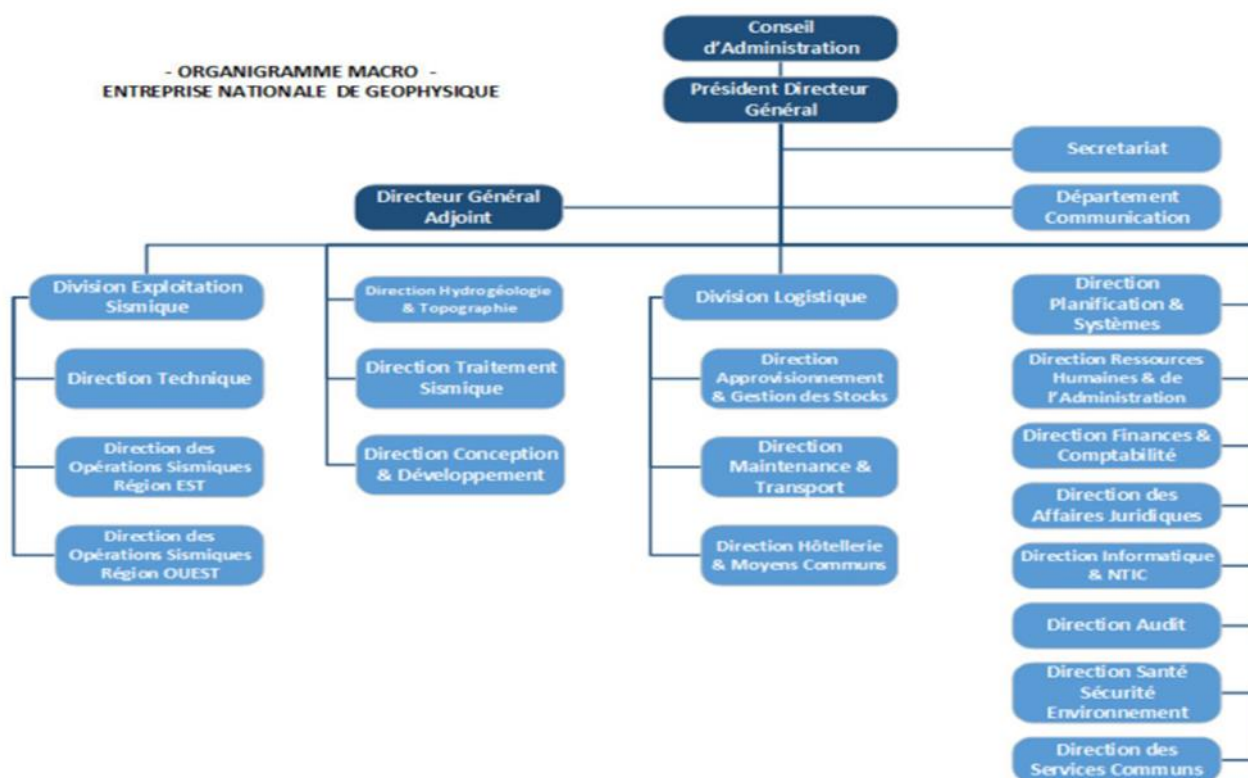 - ORGANIGRAMME MACRO -
ENTREPRISE NATIONALE DE GEOPHYSIQUE
Conseil
d'Administration
Président Directeur
Général
Secretariat
Directeur Général
Adjoint
Département
Communication
Division Exploitation
Sismique
Direction Technique
Direction des
Opérations Sismiques
Région EST
Direction des
Opérations Sismiques
Région OUEST
Direction Hydrogéologie
& Topographie
Direction Traitement
Sismique
Direction Conception
& Développement
Division Logistique
Direction
Approvisionnement
& Gestion des Stocks
Direction
Maintenance &
Transport
Direction Hôtellerie
& Moyens Communs
Direction
Planification &
Systèmes
Direction Ressources
Humaines & de
l'Administration
Direction Finances &
Comptabilité
Direction des
Affaires Juridiques
Direction Informatique
& NTIC
Direction Audit
Direction Santé
Sécurité
Environnement
Direction des
Services Communs